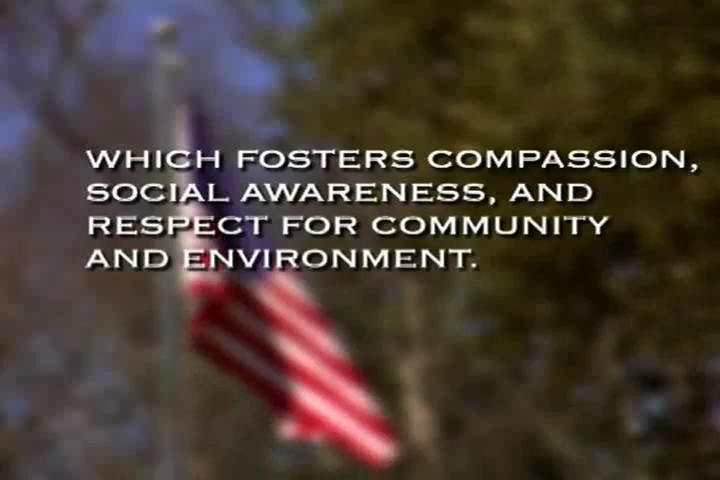 WHICH FOSTERS COMPASSION,
SOCIAL AWARENESS, AND
RESPECT FOR COMMUNITY
AND ENVIRONMENT.